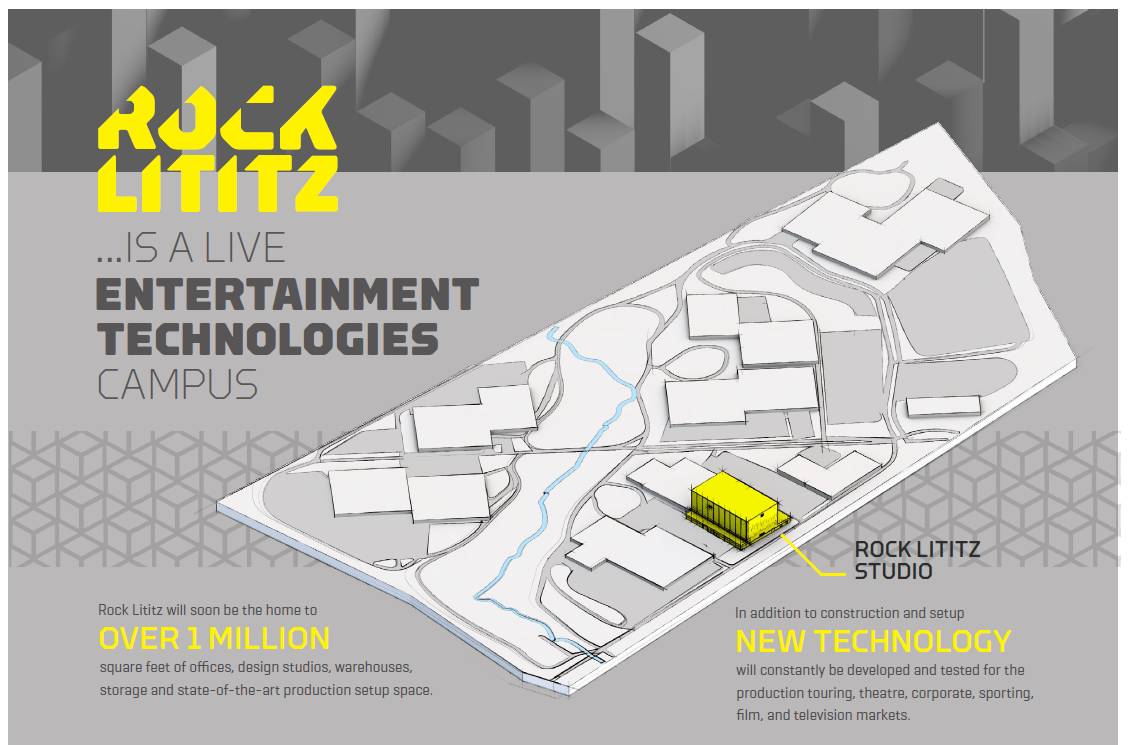 ROCK
LITITZ
...IS A LIVE
ENTERTAINMENT
TECHNOLOGIES
CAMPUS
ROCK LITITZ
STUDIO
Rock Lititz will soon be the home to
OVER 1 MILLION
square feet of offices, design studios, warehouses,
storage and state-of-the-art production setup space.
In addition to construction and setup
NEW TECHNOLOGY
will constantly be developed and tested for the
production touring, theatre, corporate, sporting,
film, and television markets.